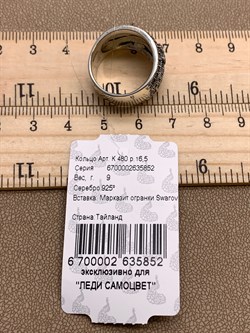 Кольцо Арт. К 480 р.16,5
Серия 6700002635852
Вес, г. 9
Серебро 925°
Вставка: Марказит огранки Swarov
Страна Тайланд
6 700002 635852
эксклюзивно для
"ЛЕДИ САМОЦВЕТ"